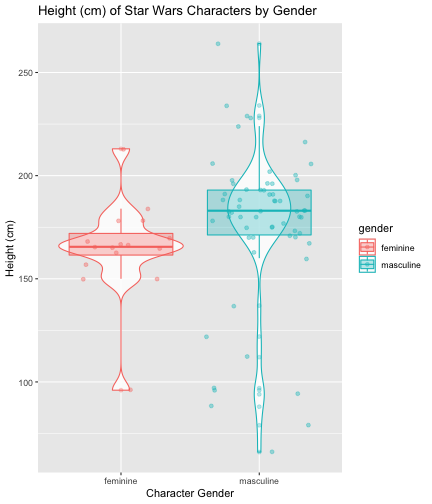 Height (cm) of Star Wars Characters by Gender
250
200
150
100
Height (cm)
feminine
masculine
Character Gender
gender
feminine
masculine